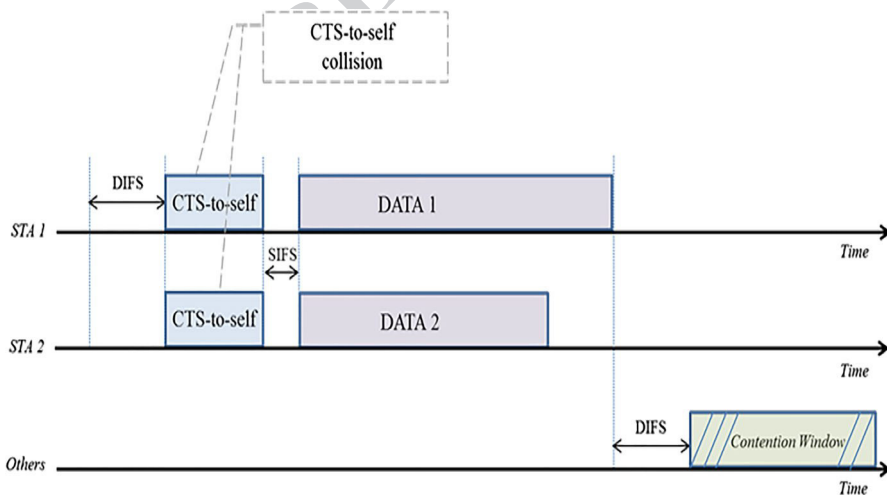 CTS-to-self
collision
DIFS
CTS-to-self
DATA 1
STA 1
Time
SIFS
CTS-to-self
DATA 2
STA 2
Time
DIFS
Contention Window
Others
Time